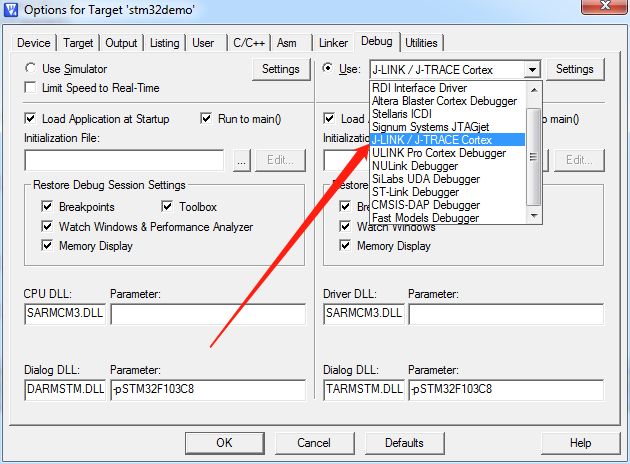 Options for Target 'stm32demo'
Device Target Output Listing User C/C++ Asm Linker Debug Utilities
Use Simulator Settings
Limit Speed to Real-Time
Use: J-LINK / J-TRACE Cortex Settings
RDI Interface Driver
Altera Blaster Cortex Debugger
Stellaris ICDI
Signum Systems JTAGjet
J-LINK / J-TRACE Cortex
ULINK Pro Cortex Debugger
NULink Debugger
SiLabs UDA Debugger
ST-Link Debugger
CMSIS-DAP Debugger
Fast Models Debugger
Load Application at Startup Run to main()
Initialization File:
... Edit...
Restore Debug Session Settings
Breakpoints Toolbox
Watch Windows & Performance Analyzer
Memory Display
Edit...
Watch Windows
Memory Display
CPU DLL: Parameter:
SARMCM3.DLL
Driver DLL: Parameter:
SARMCM3.DLL
Dialog DLL: Parameter:
DARMSTM.DLL -pSTM32F103C8
Dialog DLL: Parameter:
TARMSTM.DLL -pSTM32F103C8
OK Cancel Defaults Help